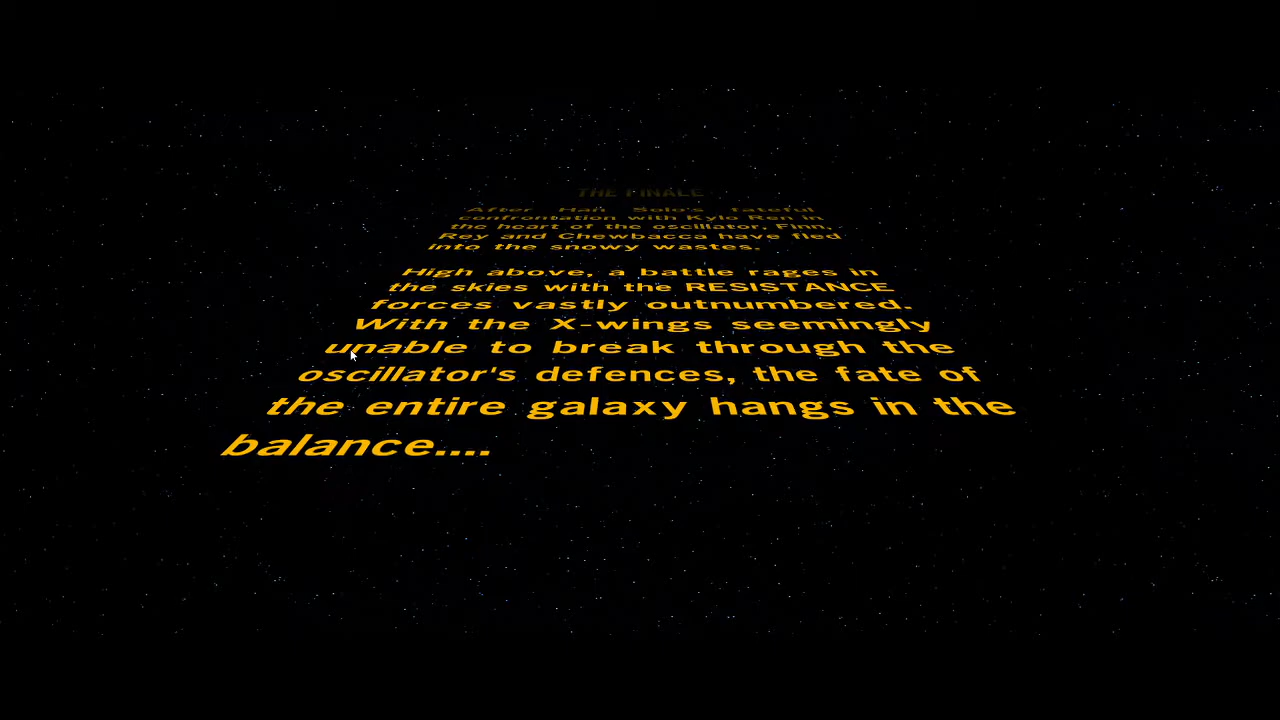 THE FINALE
After Han Solo's fateful
confrontation with Kylo Ren in
the heart of the oscillator, Finn,
Rey and Chewbacca have fled
into the snowy wastes.
High above, a battle rages in
the skies with the RESISTANCE
forces vastly outnumbered.
With the X-wings seemingly
unable to break through the
oscillator's defences, the fate of
the entire galaxy hangs in the
balance....